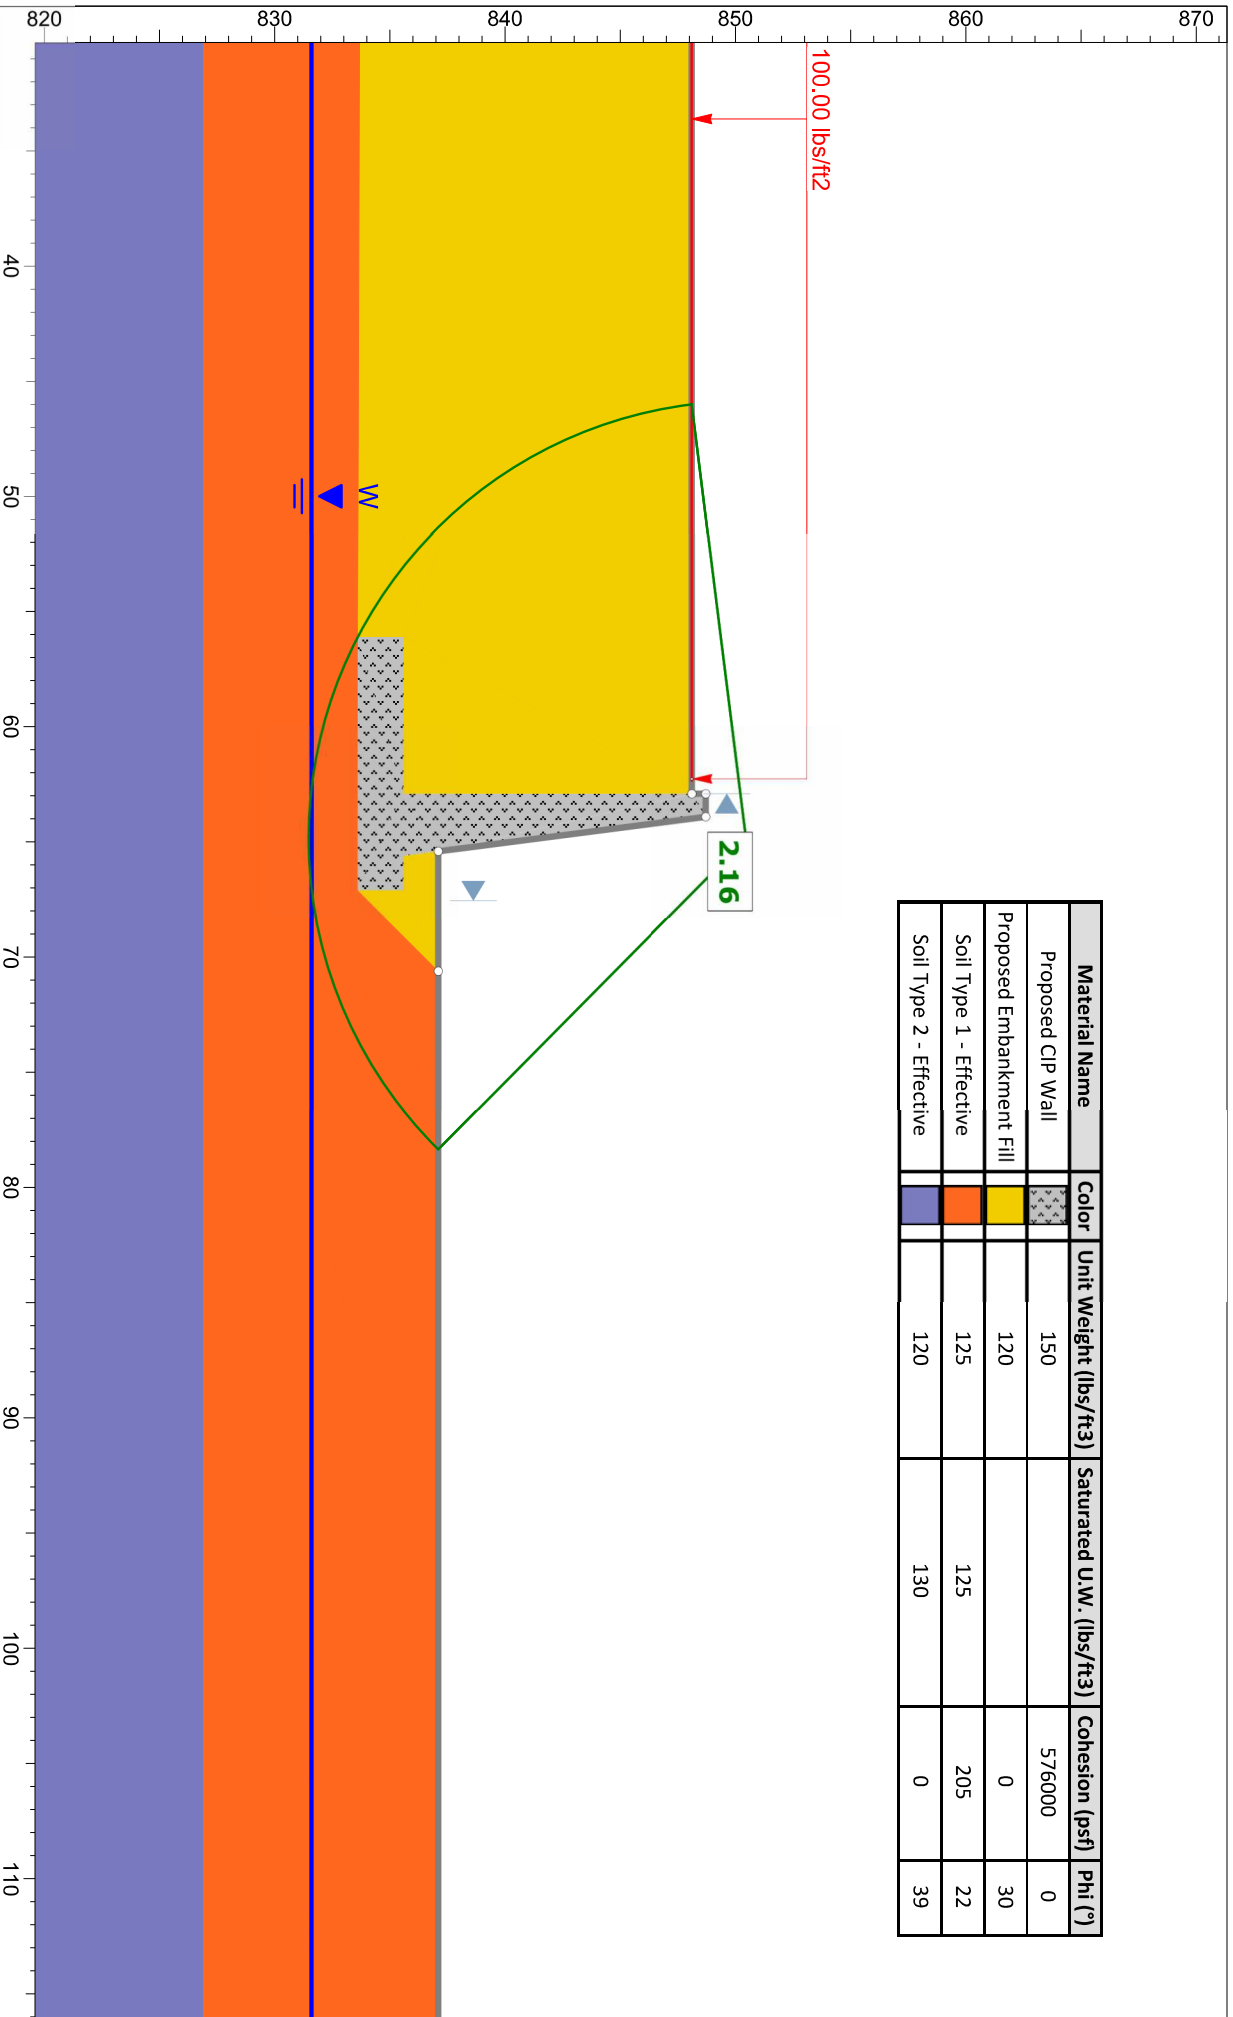 820 830 840 850 860 870
100.00 lbs/ft2
40
50
60
70
80
90
100
110
W
2.16
Material Name Color Unit Weight (lbs/ft3) Saturated U.W. (lbs/ft3) Cohesion (psf) Phi (°)
Proposed CIP Wall 150 576000 0
Proposed Embankment Fill 120 0 30
Soil Type 1 - Effective 125 125 205 22
Soil Type 2 - Effective 120 130 0 39